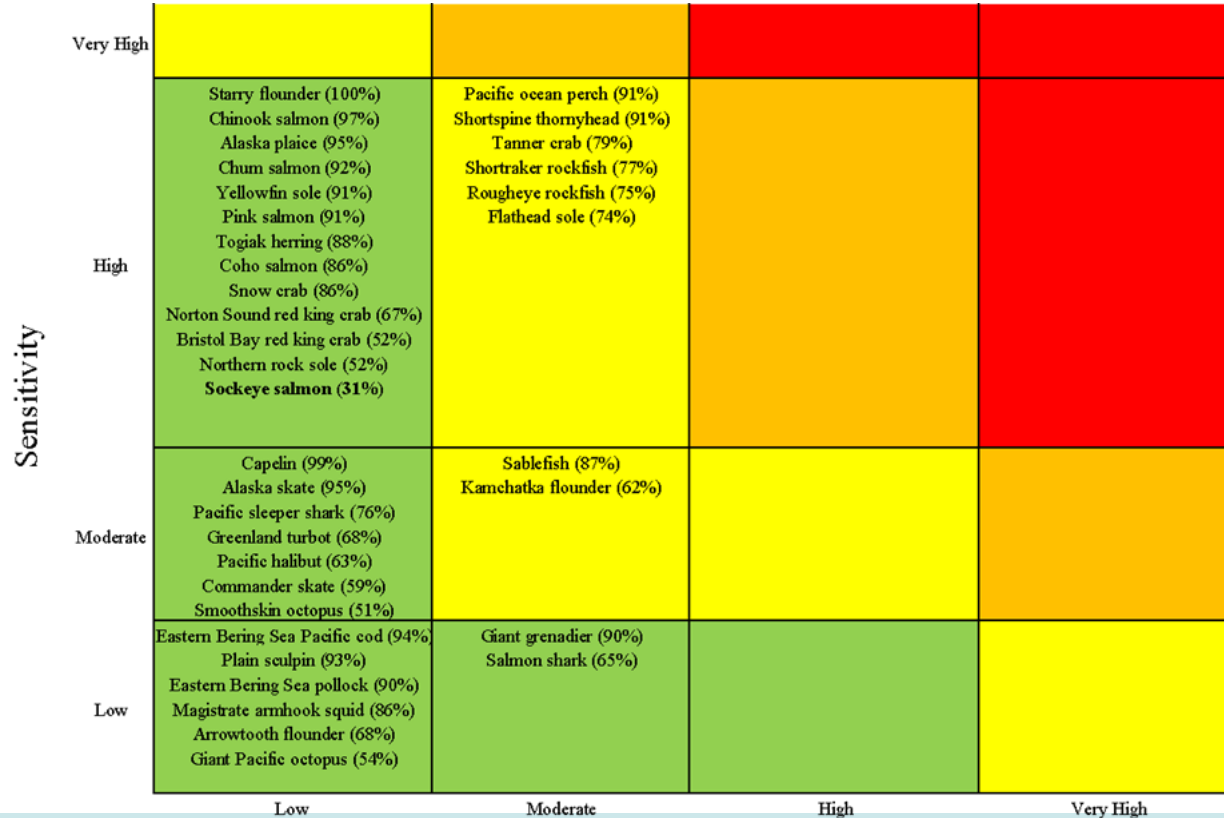 Sensitivity
Very High
High
Starry flounder (100%)
Chinook salmon (97%)
Alaska plaice (95%)
Chum salmon (92%)
Yellowfin sole (91%)
Pink salmon (91%)
Togiak herring (88%)
Coho salmon (86%)
Snow crab (86%)
Norton Sound red king crab (67%)
Bristol Bay red king crab (52%)
Northern rock sole (52%)
Sockeye salmon (31%)
Pacific ocean perch (91%)
Shortspine thornyhead (91%)
Tanner crab (79%)
Shortraker rockfish (77%)
Rougheye rockfish (75%)
Flathead sole (74%)
Moderate
Capelin (99%)
Alaska skate (95%)
Pacific sleeper shark (76%)
Greenland turbot (68%)
Pacific halibut (63%)
Commander skate (59%)
Smoothskin octopus (51%)
Sablefish (87%)
Kamchatka flounder (62%)
Low
Eastern Bering Sea Pacific cod (94%)
Plain sculpin (93%)
Eastern Bering Sea pollock (90%)
Magistrate armhook squid (86%)
Arrowtooth flounder (68%)
Giant Pacific octopus (54%)
Giant grenadier (90%)
Salmon shark (65%)
Low
Moderate
High
Very High